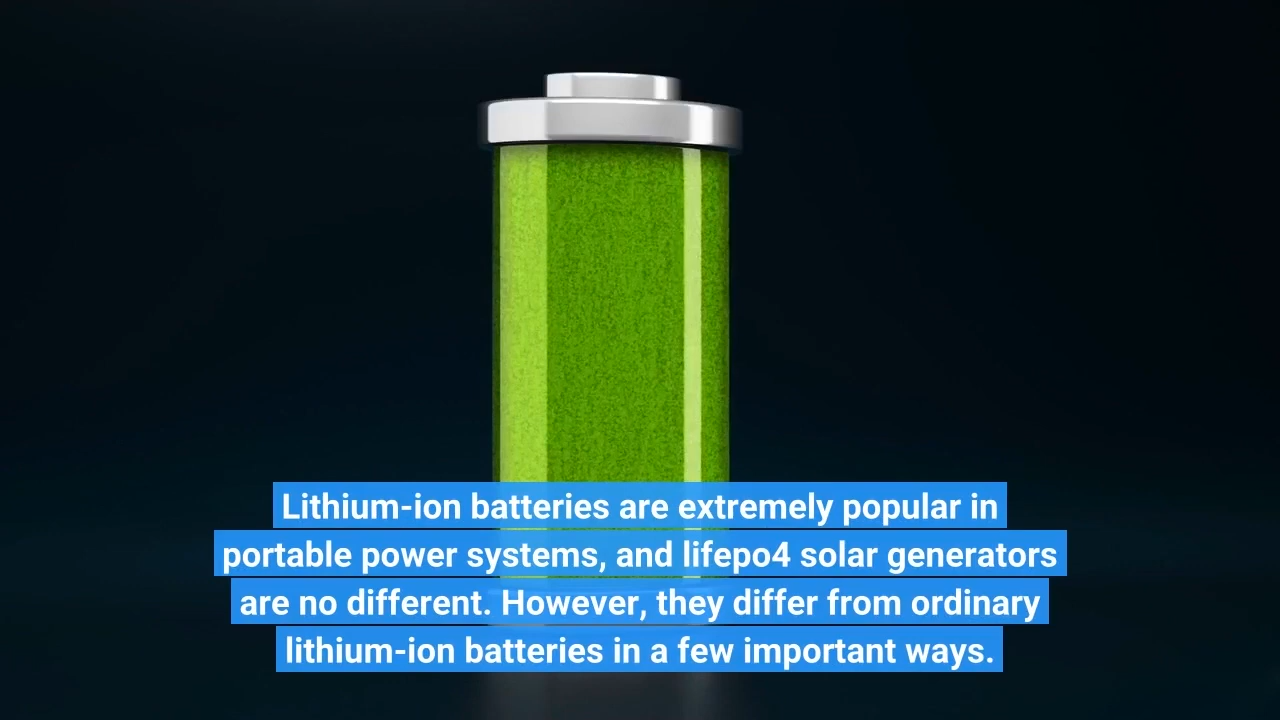 Lithium-ion batteries are extremely popular in
portable power systems, and lifepo4 solar generators
are no different. However, they differ from ordinary
lithium-ion batteries in a few important ways.